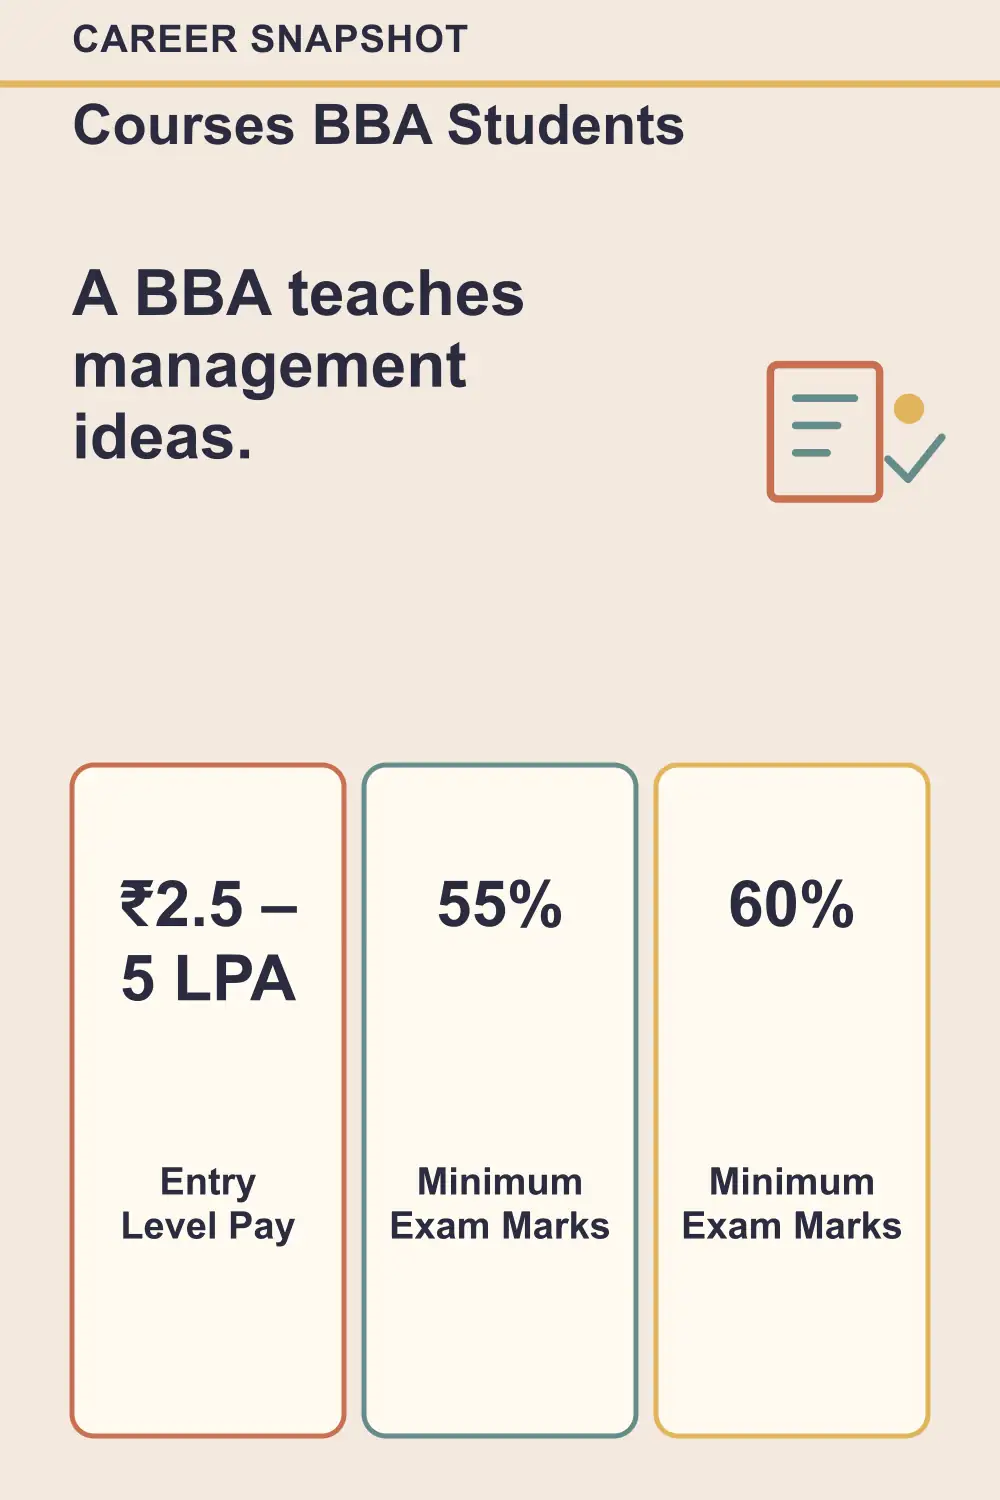 CAREER SNAPSHOT
Courses BBA Students
A BBA teaches
management
ideas.
₹2.5 –
5 LPA
Entry
Level Pay
55%
Minimum
Exam Marks
60%
Minimum
Exam Marks